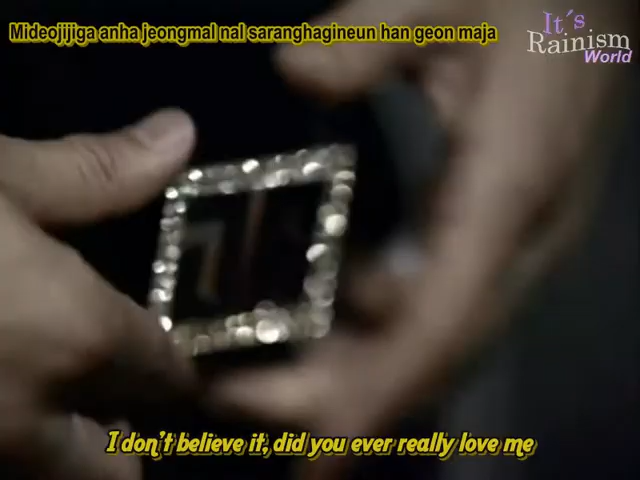 Mideojijiga anha jeongmal nal saranghagineun han geon maja
It´s
Rainism
World
I don't believe it, did you ever really love me